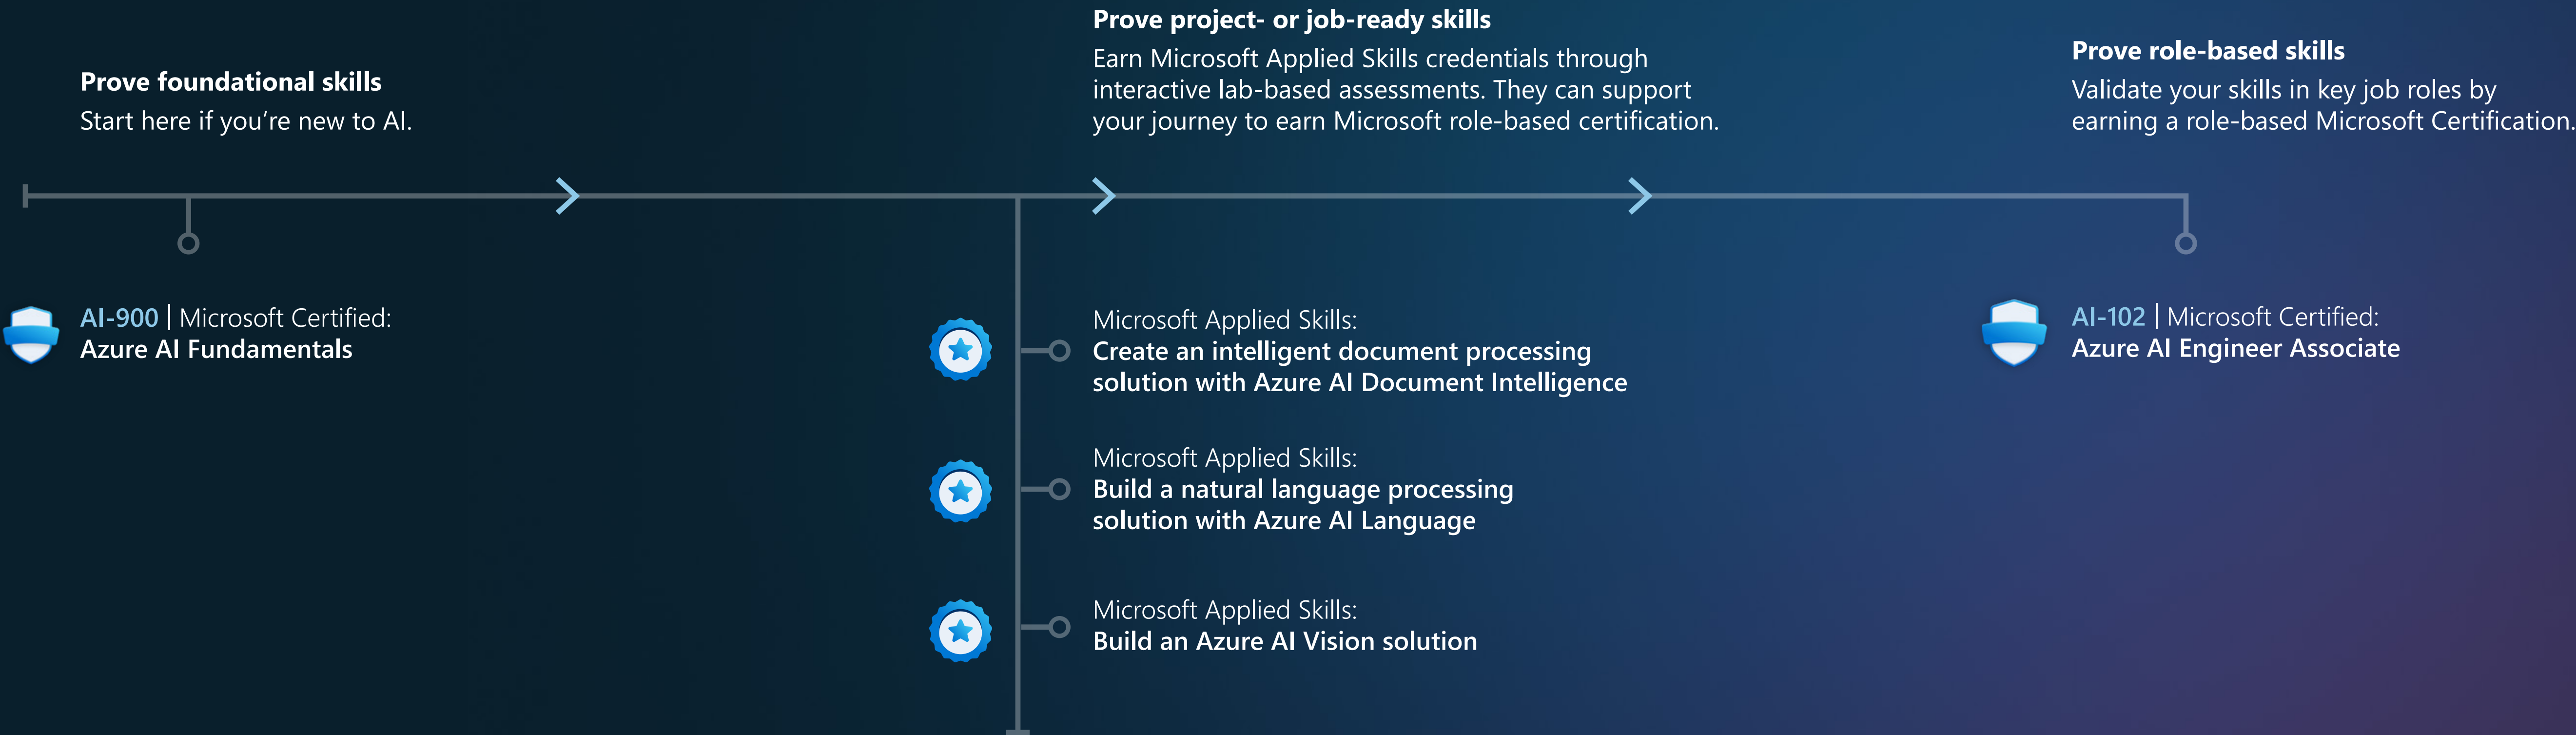 Prove foundational skills
Start here if you’re new to AI.
Prove project- or job-ready skills
Earn Microsoft Applied Skills credentials through
interactive lab-based assessments. They can support
your journey to earn Microsoft role-based certification.
Prove role-based skills
Validate your skills in key job roles by
earning a role-based Microsoft Certification.
AI-900 | Microsoft Certified:
Azure AI Fundamentals
Microsoft Applied Skills:
Create an intelligent document processing
solution with Azure AI Document Intelligence
Microsoft Applied Skills:
Build a natural language processing
solution with Azure AI Language
Microsoft Applied Skills:
Build an Azure AI Vision solution
AI-102 | Microsoft Certified:
Azure AI Engineer Associate